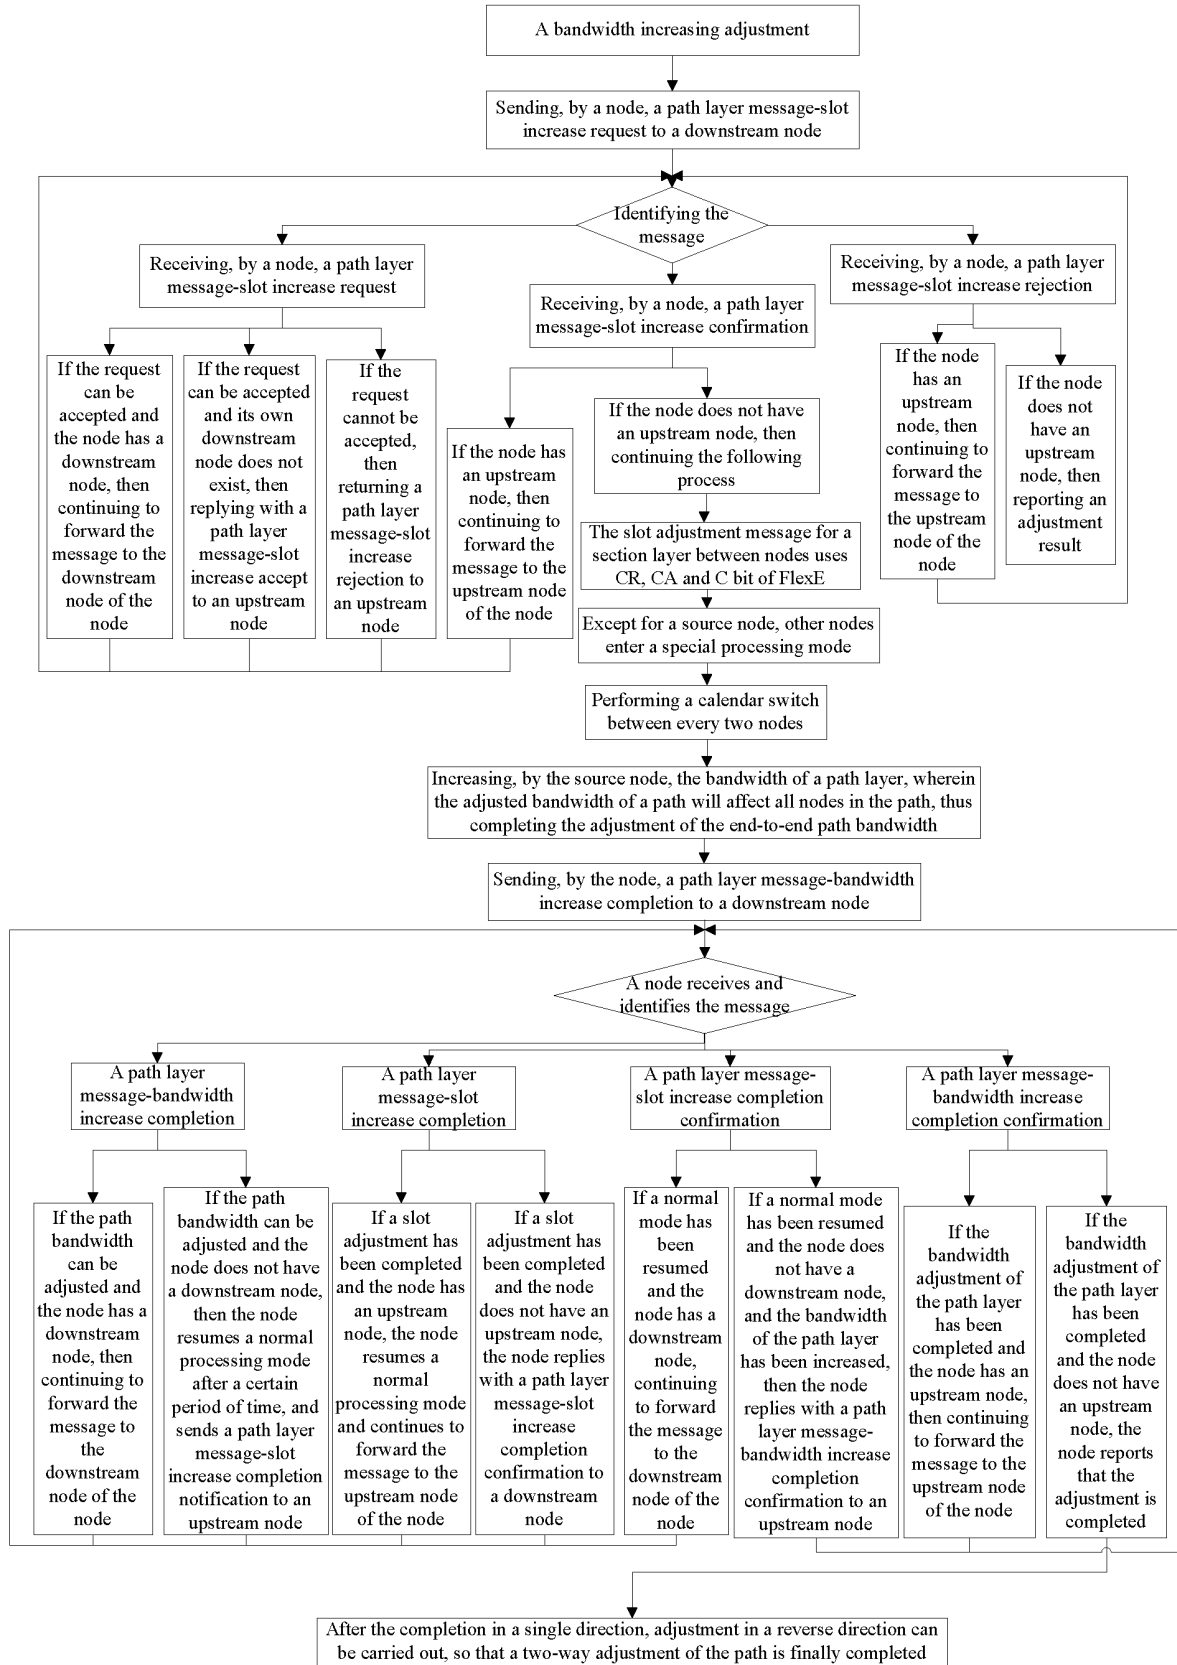 A bandwidth increasing adjustment
Sending, by a node, a path layer message-slot
increase request to a downstream node
Identifying the
message
Receiving, by a node, a path layer
message-slot increase request
Receiving, by a node, a path layer
message-slot increase confirmation
Receiving, by a node, a path layer
message-slot increase rejection
If the request
can be
accepted and
the node has a
downstream
node, then
continuing to
forward the
message to the
downstream
node of the
node
If the request
can be accepted
and its own
downstream
node does not
exist, then
replying with a
path layer
message-slot
increase accept
to an upstream
node
If the
request
cannot be
accepted,
then
returning a
path layer
message-slot
increase
rejection to
an upstream
node
If the node has
an upstream
node, then
continuing to
forward the
message to the
upstream node
of the node
If the node does not have
an upstream node, then
continuing the following
process
If the node
has an
upstream
node, then
continuing to
forward the
message to
the upstream
node of the
node
If the node
does not
have an
upstream
node, then
reporting an
adjustment
result
The slot adjustment message for a
section layer between nodes uses
CR, CA and C bit of FlexE
Except for a source node, other nodes
enter a special processing mode
Performing a calendar switch
between every two nodes
Increasing, by the source node, the bandwidth of a path layer, wherein
the adjusted bandwidth of a path will affect all nodes in the path, thus
completing the adjustment of the end-to-end path bandwidth
Sending, by the node, a path layer message-bandwidth
increase completion to a downstream node
A node receives and
identifies the message
A path layer
message-bandwidth
increase completion
A path layer
message-slot
increase completion
A path layer message-
slot increase completion
confirmation
A path layer message-
bandwidth increase
completion confirmation
If the path
bandwidth
can be
adjusted and
the node has a
downstream
node, then
continuing to
forward the
message to
the
downstream
node of the
node
If the path
bandwidth can be
adjusted and the
node does not have
a downstream node,
then the node
resumes a normal
processing mode
after a certain
period of time, and
sends a path layer
message-slot
increase completion
notification to an
upstream node
If a slot
adjustment has
been completed
and the node has
an upstream
node, the node
resumes a
normal
processing mode
and continues to
forward the
message to the
upstream node
of the node
If a slot
adjustment has
been completed
and the node
does not have an
upstream node,
the node replies
with a path layer
message-slot
increase
completion
confirmation to
a downstream
node
If a normal
mode has
been
resumed
and the
node has a
downstream
node,
continuing
to forward
the message
to the
downstream
node of the
node
If a normal mode
has been resumed
and the node does
not have a
downstream node,
and the bandwidth
of the path layer
has been increased,
then the node
replies with a path
layer message-
bandwidth increase
completion
confirmation to an
upstream node
If the
bandwidth
adjustment of
the path layer
has been
completed and
the node has an
upstream node,
then continuing
to forward the
message to the
upstream node
of the node
If the
bandwidth
adjustment of
the path layer
has been
completed
and the node
does not have
an upstream
node, the
node reports
that the
adjustment is
completed
After the completion in a single direction, adjustment in a reverse direction can
be carried out, so that a two-way adjustment of the path is finally completed